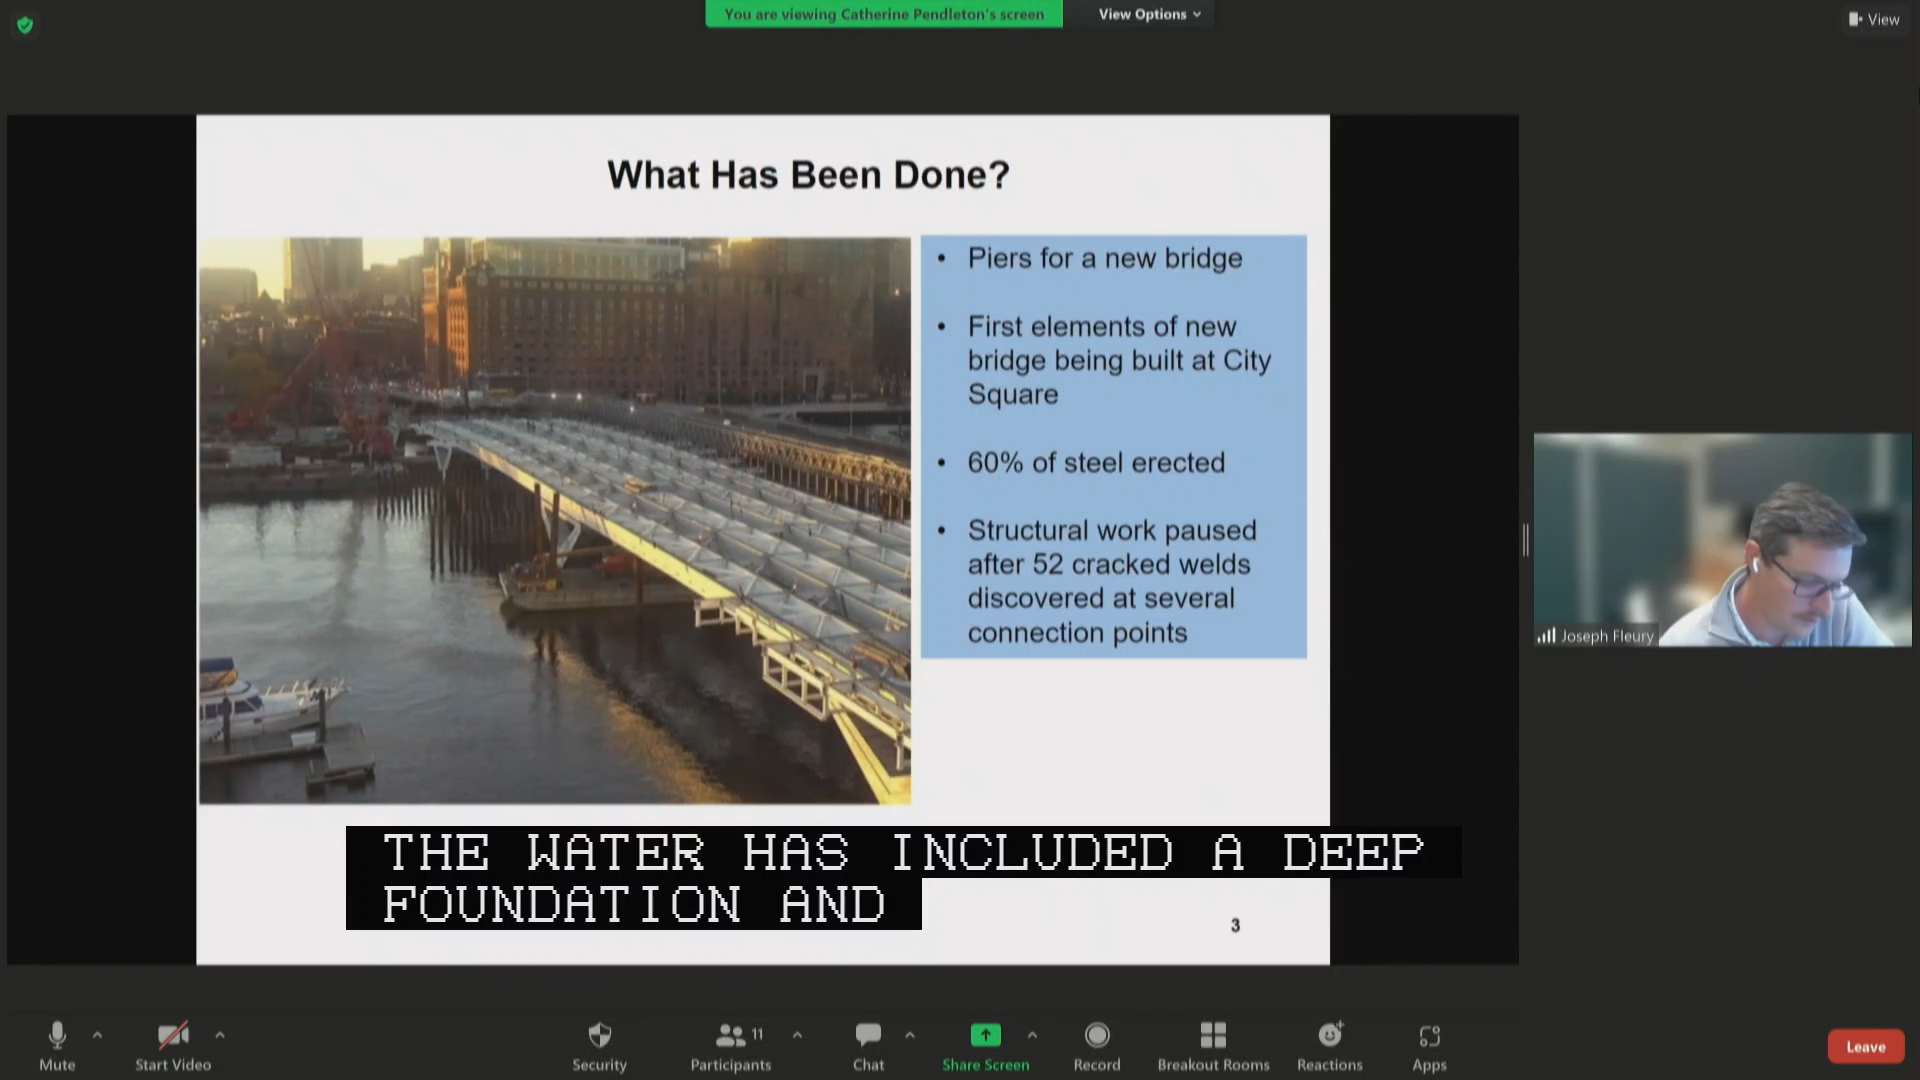 You are viewing Catherine Pendleton's screen
View Options
View
What Has Been Done?
• Piers for a new bridge
• First elements of new
bridge being built at City
Square
• 60% of steel erected
• Structural work paused
after 52 cracked welds
discovered at several
connection points
Joseph Fleury
THE WATER HAS INCLUDED A DEEP
FOUNDATION AND
3
Mute
Start Video
Security
11
Participants
Chat
Share Screen
Record
Breakout Rooms
Reactions
Apps
Leave